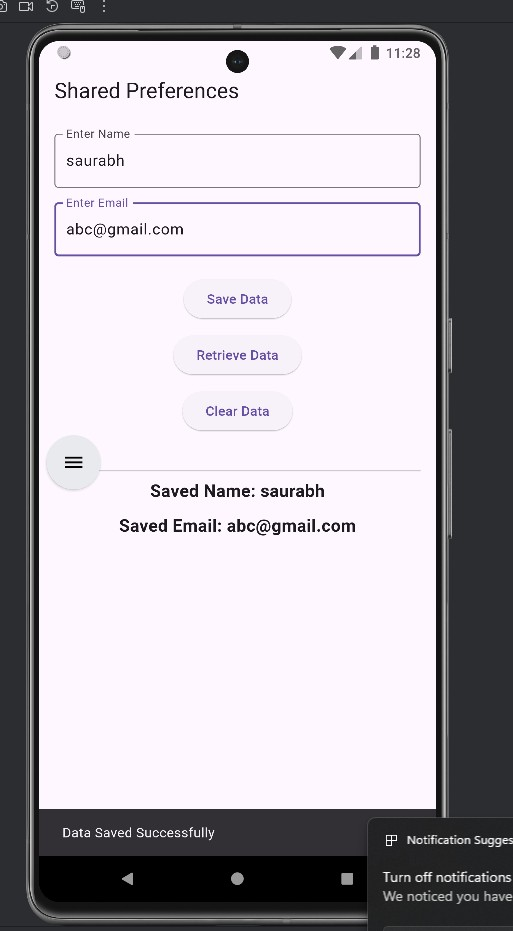 11:28
Shared Preferences
Enter Name
saurabh
Enter Email
abc@gmail.com
Save Data
Retrieve Data
Clear Data
Saved Name: saurabh
Saved Email: abc@gmail.com
Data Saved Successfully
Notification
Turn off notifications
We noticed you have